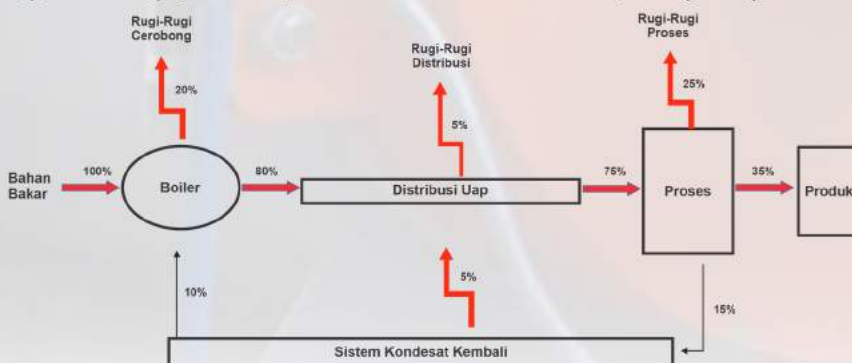 Rugi-Rugi
Cerobong
Rugi-Rugi
Distribusi
Rugi-Rugi
Proses
20%
5%
25%
Bahan
Bakar
100%
Boiler
80%
Distribusi Uap
75%
Proses
35%
Produk
10%
5%
15%
Sistem Kondesat Kembali